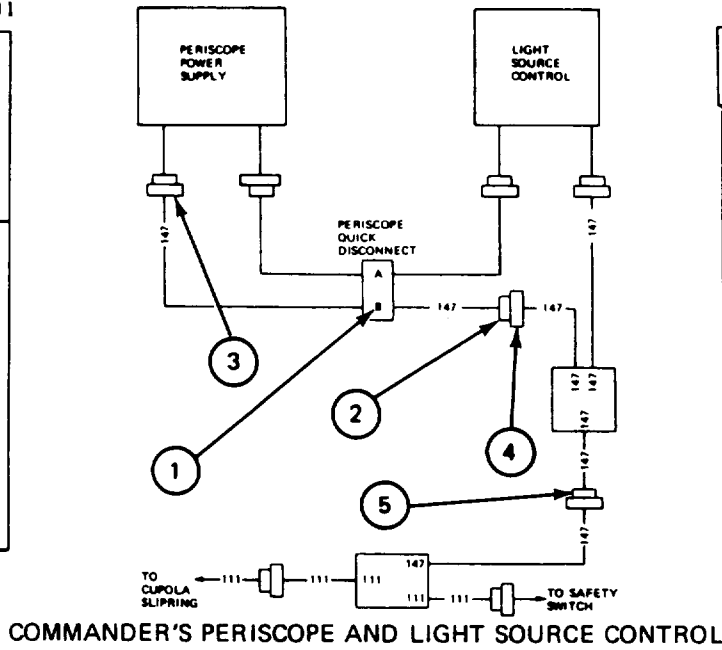 PERISCOPE
POWER
SUPPLY
LIGHT
SOURCE
CONTROL
PERISCOPE
QUICK
DISCONNECT
147
A
B
147
147
147
3
2
4
1
5
147
147
147
147
147
147
111
111
111
111
111
TO
CUPOLA
SLIPRING
TO SAFETY
SWITCH
COMMANDER'S PERISCOPE AND LIGHT SOURCE CONTROL